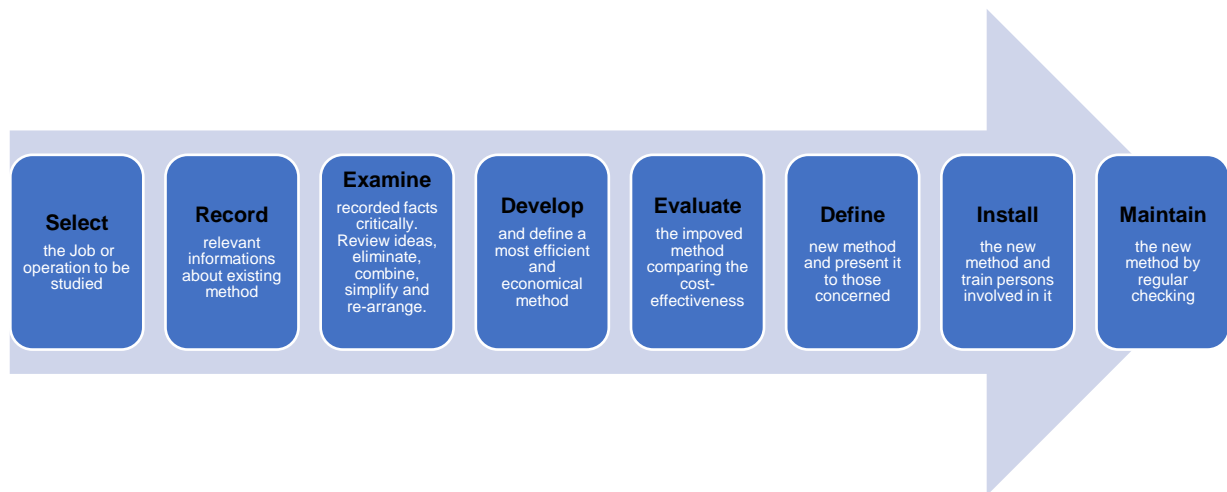 Select
the Job or
operation to be
studied
Record
relevant
informations
about existing
method
Examine
recorded facts
critically.
Review ideas,
eliminate,
combine,
simplify and
re-arrange.
Develop
and define a
most efficient
and
economical
method
Evaluate
the impoved
method
comparing the
cost-
effectiveness
Define
new method
and present it
to those
concerned
Install
the new
method and
train persons
involved in it
Maintain
the new
method by
regular
checking